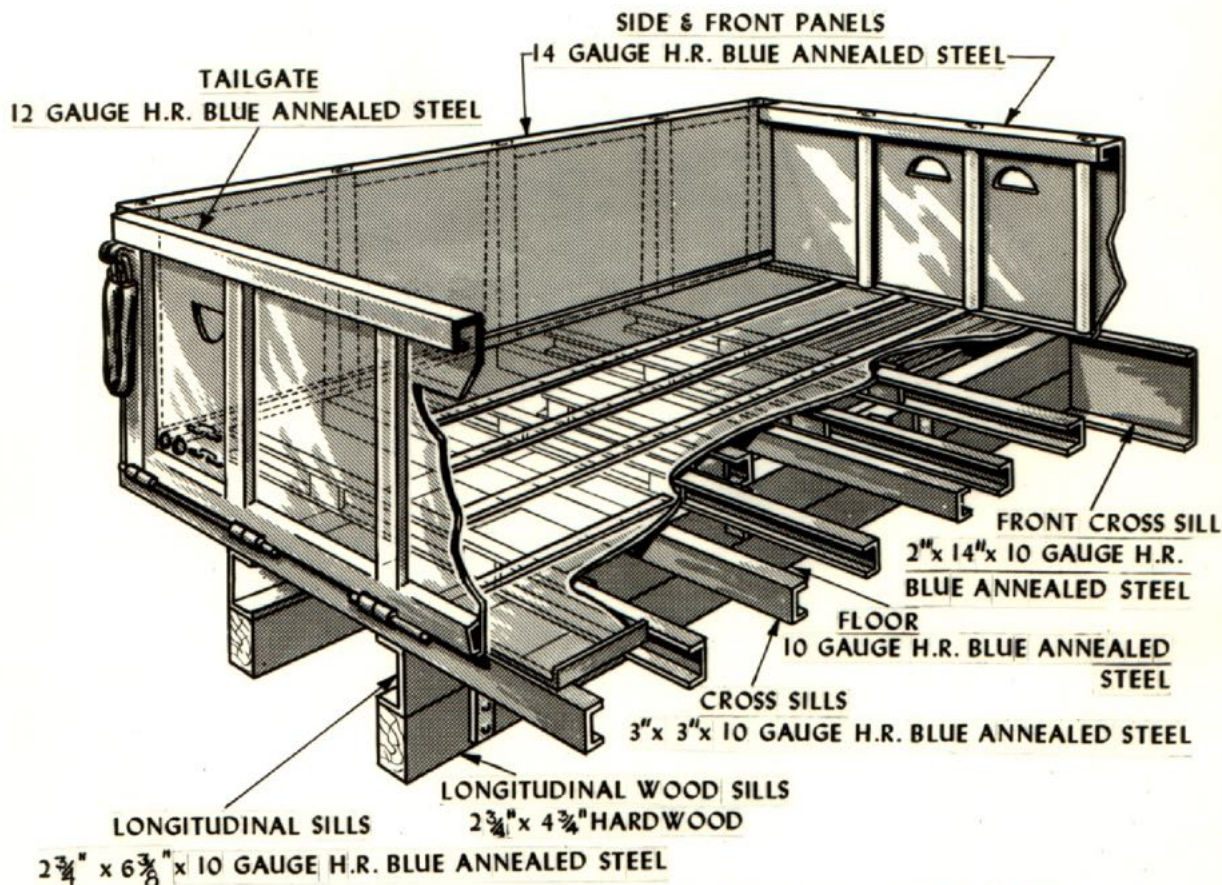 SIDE & FRONT PANELS
14 GAUGE H.R. BLUE ANNEALED STEEL
TAILGATE
12 GAUGE H.R. BLUE ANNEALED STEEL
FRONT CROSS SILL
2"x 14"x 10 GAUGE H.R.
BLUE ANNEALED STEEL
FLOOR
10 GAUGE H.R. BLUE ANNEALED
STEEL
CROSS SILLS
3"x 3"x 10 GAUGE H.R. BLUE ANNEALED STEEL
LONGITUDINAL WOOD SILLS
2¾"x 4¾"HARDWOOD
LONGITUDINAL SILLS
2¾" x 6⅜"x 10 GAUGE H.R. BLUE ANNEALED STEEL